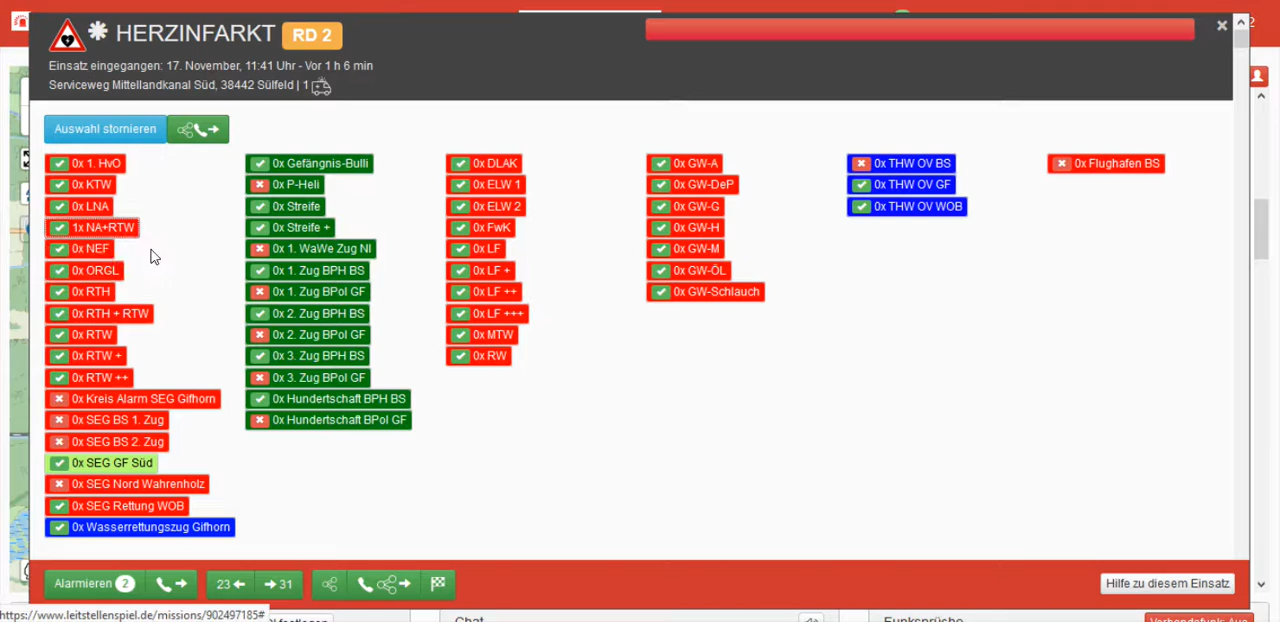 HERZINFARKT RD 2
Einsatz eingegangen: 17. November, 11:41 Uhr - Vor 1 h 6 min
Serviceweg Mittellandkanal Süd, 38442 Sülfeld | 1
Auswahl stornieren
0x 1. HvO
0x KTW
0x LNA
1x NA+RTW
0x NEF
0x ORGL
0x RTH
0x RTH + RTW
0x RTW
0x RTW +
0x RTW ++
0x Kreis Alarm SEG Gifhorn
0x SEG BS 1. Zug
0x SEG BS 2. Zug
0x SEG GF Süd
0x SEG Nord Wahrenholz
0x SEG Rettung WOB
0x Wasserrettungszug Gifhorn
0x Gefängnis-Bulli
0x P-Heli
0x Streife
0x Streife +
0x 1. WaWe Zug NI
0x 1. Zug BPH BS
0x 1. Zug BPol GF
0x 2. Zug BPH BS
0x 2. Zug BPol GF
0x 3. Zug BPH BS
0x 3. Zug BPol GF
0x Hundertschaft BPH BS
0x Hundertschaft BPol GF
0x DLAK
0x ELW 1
0x ELW 2
0x FwK
0x LF
0x LF +
0x LF ++
0x LF +++
0x MTW
0x RW
0x GW-A
0x GW-DeP
0x GW-G
0x GW-H
0x GW-M
0x GW-ÖL
0x GW-Schlauch
0x THW OV BS
0x THW OV GF
0x THW OV WOB
0x Flughafen BS
Alarmieren 2
23
31
Hilfe zu diesem Einsatz
https://www.leitstellenspiel.de/missions/902497185#
Chat
Funksprüche